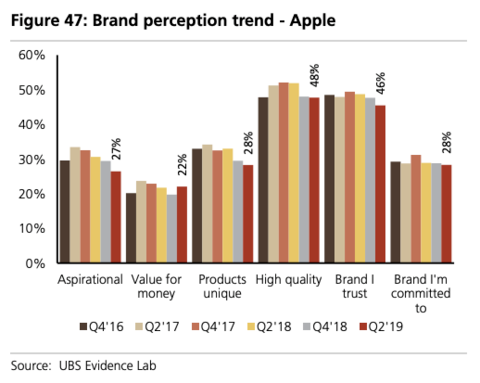 Figure 47: Brand perception trend - Apple
60%
50%
40%
30%
20%
10%
0%
27%
22%
28%
48%
46%
28%
Aspirational
Value for
money
Products
unique
High quality
Brand I
trust
Brand I'm
committed
to
Q4'16 Q2'17 Q4'17 Q2'18 Q4'18 Q2'19
Source: UBS Evidence Lab